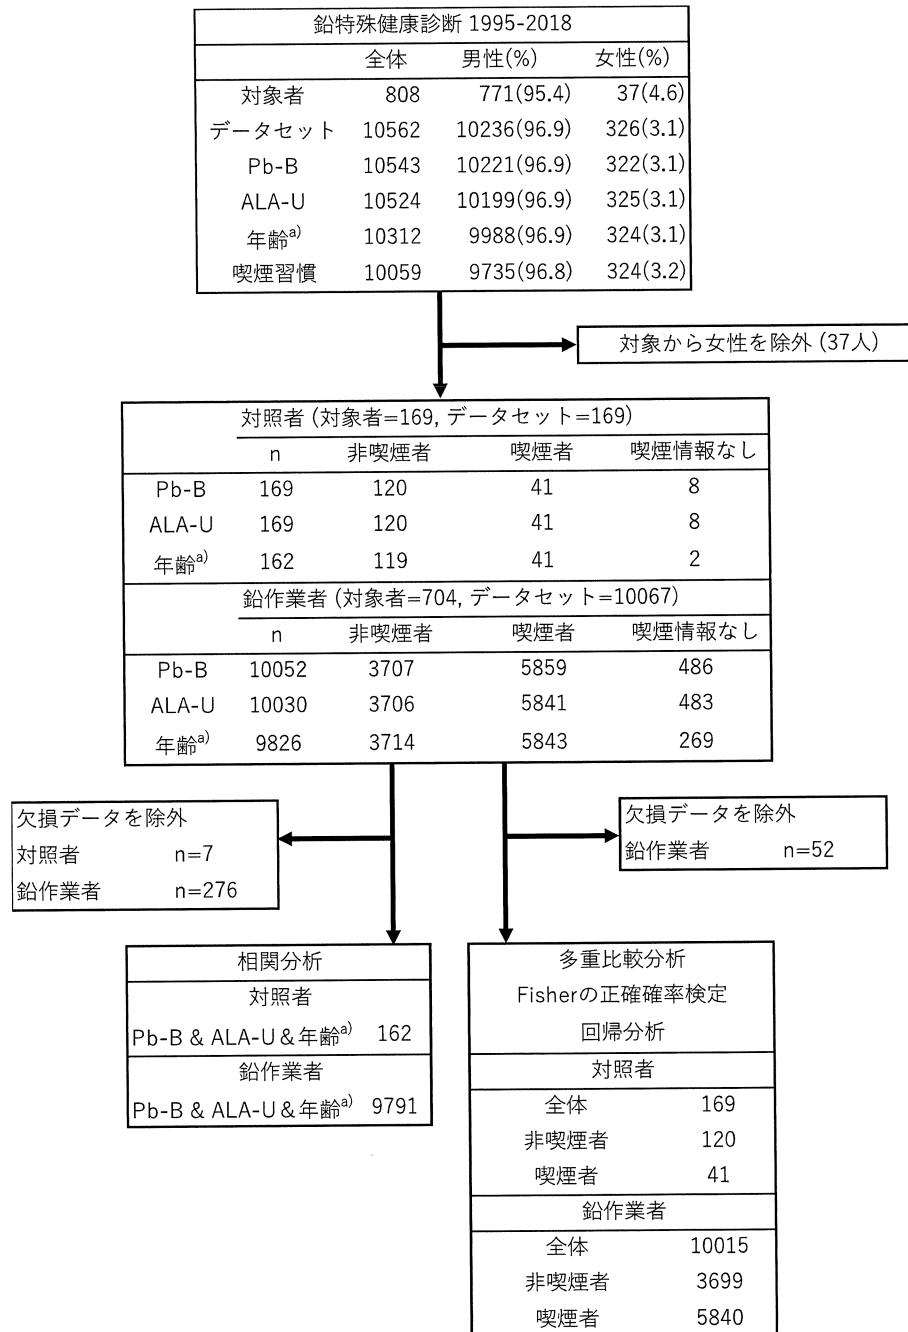 鉛特殊健康診断 1995-2018
全体 男性(%) 女性(%)
対象者 808 771(95.4) 37(4.6)
データセット 10562 10236(96.9) 326(3.1)
Pb-B 10543 10221(96.9) 322(3.1)
ALA-U 10524 10199(96.9) 325(3.1)
年齢a) 10312 9988(96.9) 324(3.1)
喫煙習慣 10059 9735(96.8) 324(3.2)
対象から女性を除外 (37人)
対照者 (対象者=169, データセット=169)
n 非喫煙者 喫煙者 喫煙情報なし
Pb-B 169 120 41 8
ALA-U 169 120 41 8
年齢a) 162 119 41 2
鉛作業者 (対象者=704, データセット=10067)
n 非喫煙者 喫煙者 喫煙情報なし
Pb-B 10052 3707 5859 486
ALA-U 10030 3706 5841 483
年齢a) 9826 3714 5843 269
欠損データを除外
対照者 n=7
鉛作業者 n=276
欠損データを除外
鉛作業者 n=52
相関分析
対照者
Pb-B & ALA-U & 年齢a) 162
鉛作業者
Pb-B & ALA-U & 年齢a) 9791
多重比較分析
Fisherの正確確率検定
回帰分析
対照者
全体 169
非喫煙者 120
喫煙者 41
鉛作業者
全体 10015
非喫煙者 3699
喫煙者 5840